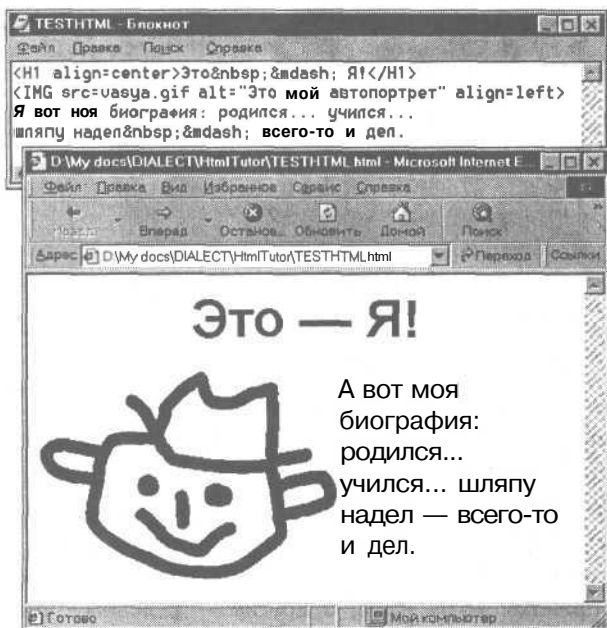 TESTHTML - Блокнот
Файл Правка Поиск Справка
<H1 align=center>Это&nbsp;&mdash; Я!</H1>
<IMG src=vasya.gif alt="Это мой автопортрет" align=left>
Я вот ноя биография: родился... учился...
шляпу надел&nbsp;&mdash; всего-то и дел.
D:\My docs\DIALECT\HtmlTutor\TESTHTML.html - Microsoft Internet E...
Файл Правка Вид Избранное Сервис Справка
Назад Вперед Останов... Обновить Домой Поиск
Адрес D:\My docs\DIALECT\HtmlTutor\TESTHTML.html Переход Ссылки
Это — Я!
А вот моя
биография:
родился...
учился... шляпу
надел — всего-то
и дел.
Готово Мой компьютер